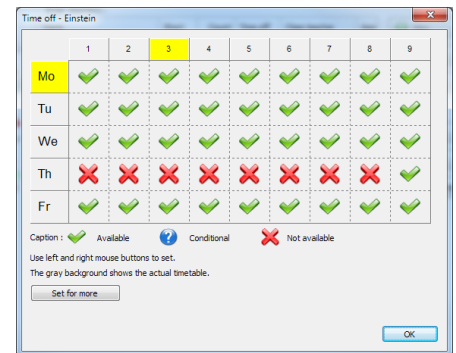 Time off - Einstein
1 2 3 4 5 6 7 8 9
Mo
Tu
We
Th
Fr
Caption : Available Conditional Not available
Use left and right mouse buttons to set.
The gray background shows the actual timetable.
Set for more
OK